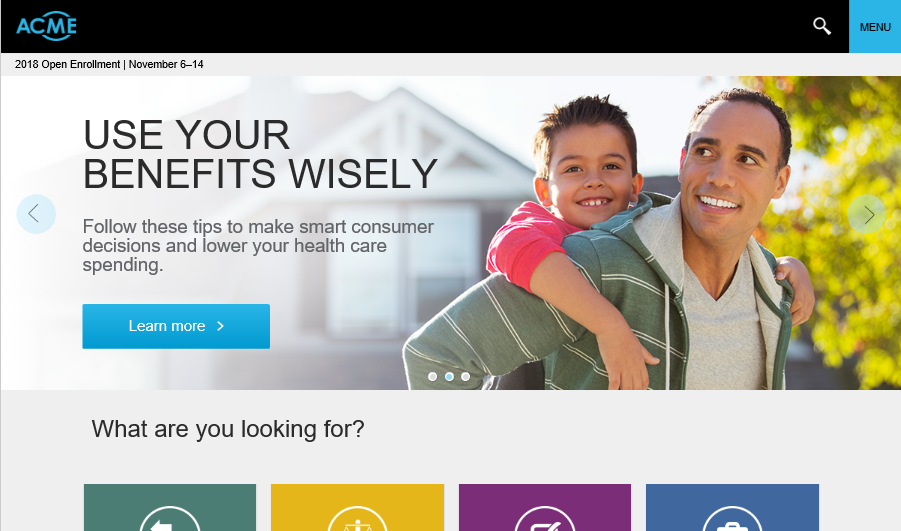 ACME
MENU
2018 Open Enrollment | November 6–14
USE YOUR
BENEFITS WISELY
Follow these tips to make smart consumer
decisions and lower your health care
spending.
Learn more
What are you looking for?